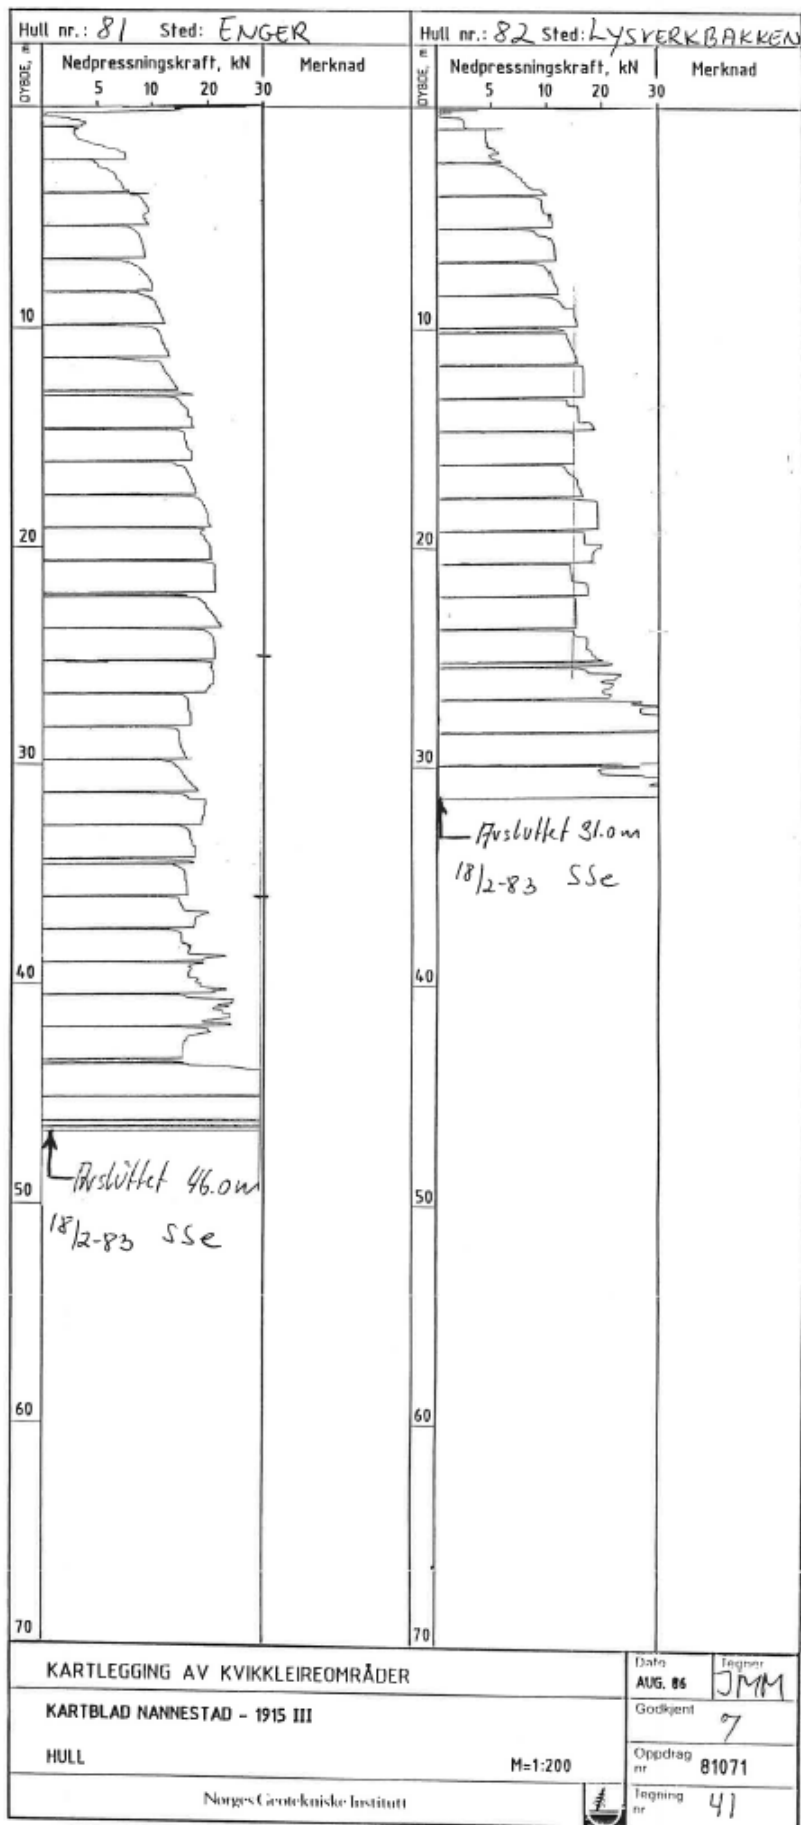 Hull nr.: 81 Sted: ENGER
DYBDE, m
Nedpressningskraft, kN
Merknad
5 10 20 30
10
20
30
40
50
60
70
Avslüttet 46.0m
18/2-83 SSe
Hull nr.: 82 Sted: LYSVERKBAKKEN
DYBDE, m
Nedpressningskraft, kN
Merknad
5 10 20 30
10
20
30
40
50
60
70
Avsluttet 31.0m
18/2-83 SSe
KARTLEGGING AV KVIKKLEIREOMRÅDER
KARTBLAD NANNESTAD - 1915 III
HULL M=1:200
Norges Geotekniske Institutt
Dato AUG. 86
Tegner JMM
Godkjent
Oppdrag nr 81071
Tegning nr 41